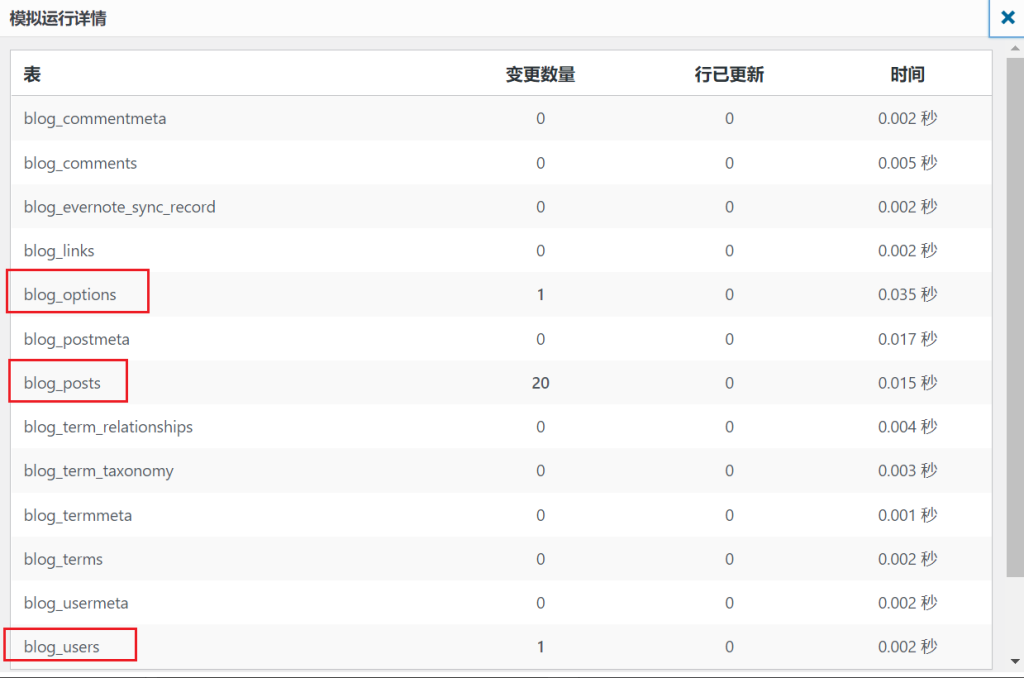 模拟运行详情
表 变更数量 行已更新 时间
blog_commentmeta 0 0 0.002 秒
blog_comments 0 0 0.005 秒
blog_evernote_sync_record 0 0 0.002 秒
blog_links 0 0 0.002 秒
blog_options 1 0 0.035 秒
blog_postmeta 0 0 0.017 秒
blog_posts 20 0 0.015 秒
blog_term_relationships 0 0 0.004 秒
blog_term_taxonomy 0 0 0.003 秒
blog_termmeta 0 0 0.001 秒
blog_terms 0 0 0.002 秒
blog_usermeta 0 0 0.002 秒
blog_users 1 0 0.002 秒